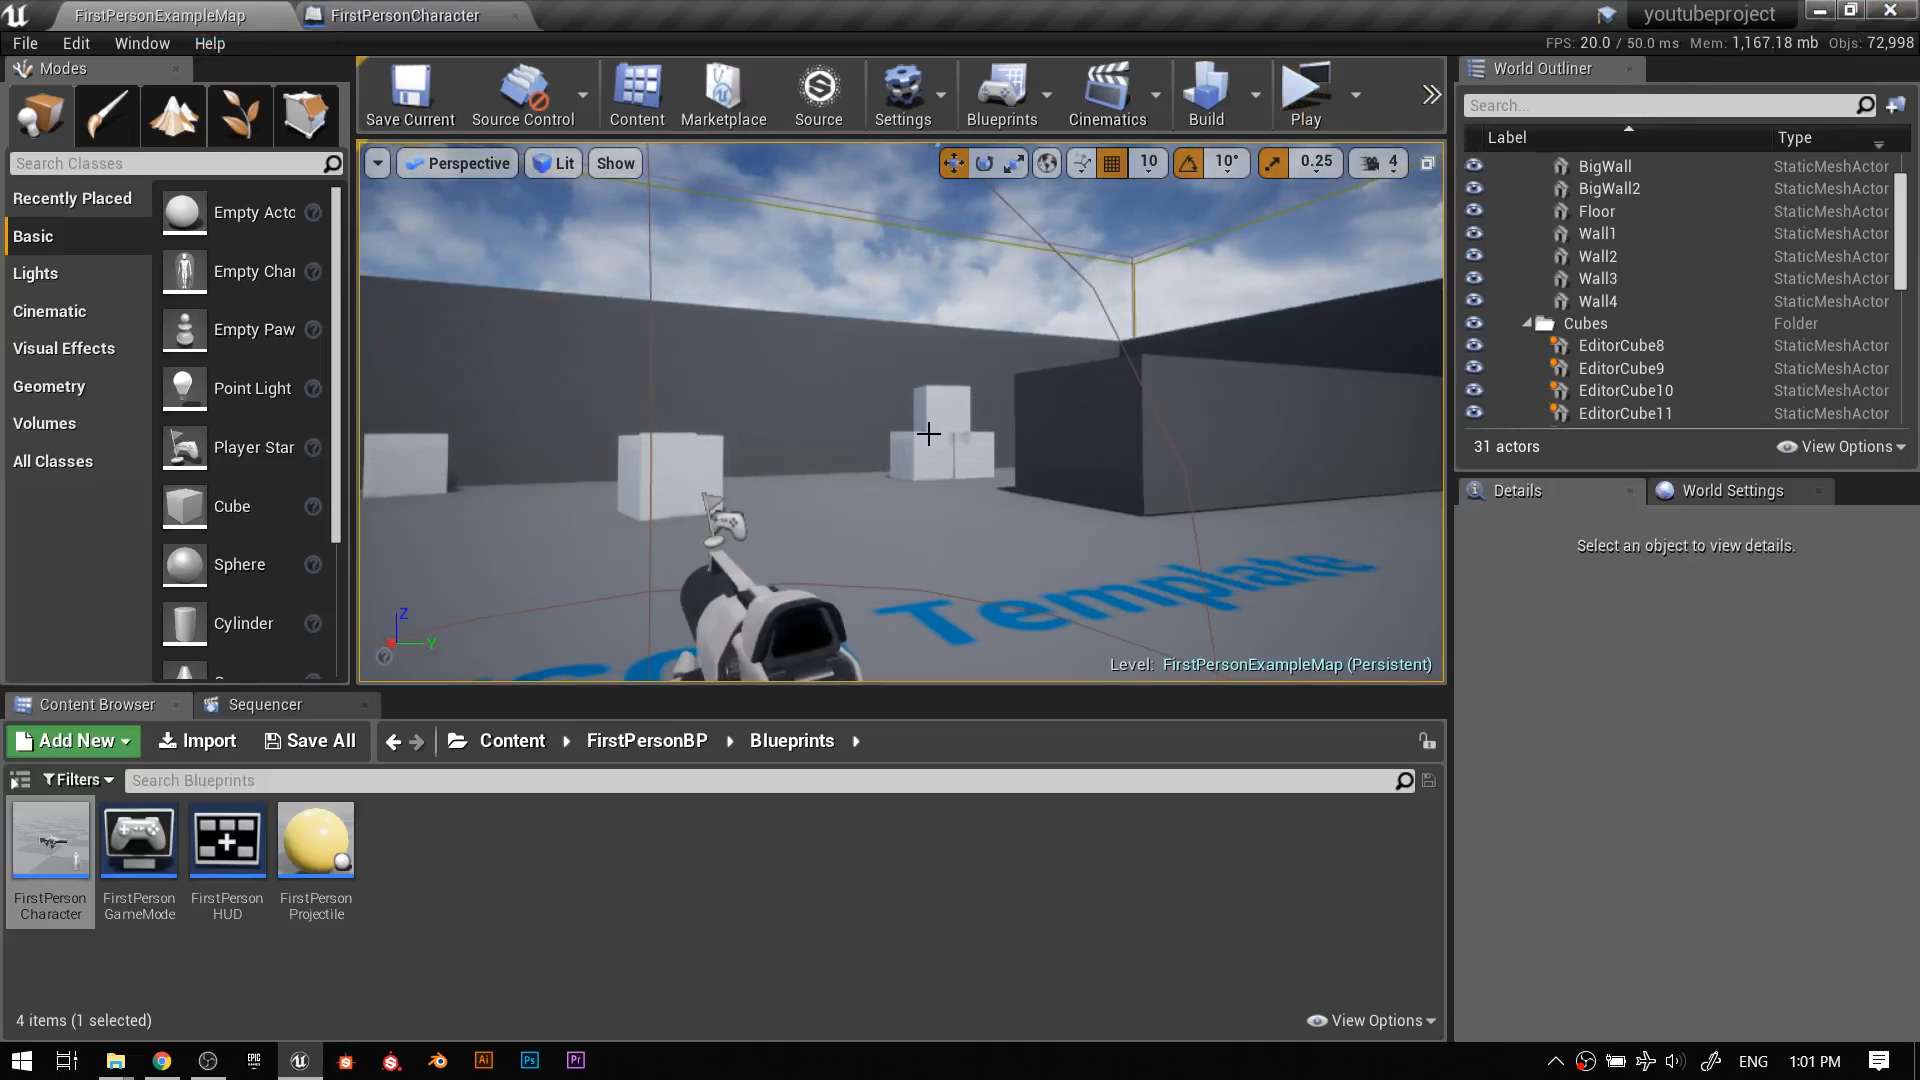 FirstPersonExampleMap
FirstPersonCharacter
youtubeproject
File Edit Window Help
FPS: 20.0 / 50.0 ms Mem: 1,167.18 mb Objs: 72,998
Modes
Save Current
Source Control
Content
Marketplace
Source
Settings
Blueprints
Cinematics
Build
Play
World Outliner
Search...
Label Type
BigWall StaticMeshActor
BigWall2 StaticMeshActor
Floor StaticMeshActor
Wall1 StaticMeshActor
Wall2 StaticMeshActor
Wall3 StaticMeshActor
Wall4 StaticMeshActor
Cubes Folder
EditorCube8 StaticMeshActor
EditorCube9 StaticMeshActor
EditorCube10 StaticMeshActor
EditorCube11 StaticMeshActor
31 actors View Options
Search Classes
Recently Placed
Basic
Lights
Cinematic
Visual Effects
Geometry
Volumes
All Classes
Empty Acto
Empty Char
Empty Paw
Point Light
Player Star
Cube
Sphere
Cylinder
Perspective Lit Show
10 10° 0.25 4
Template
Z
X Y
Level: FirstPersonExampleMap (Persistent)
Details World Settings
Select an object to view details.
Content Browser Sequencer
Add New Import Save All Content FirstPersonBP Blueprints
Filters Search Blueprints
FirstPerson
Character
FirstPerson
GameMode
FirstPerson
HUD
FirstPerson
Projectile
4 items (1 selected) View Options
EPIC
GAMES
Ai Ps Pr
ENG 1:01 PM